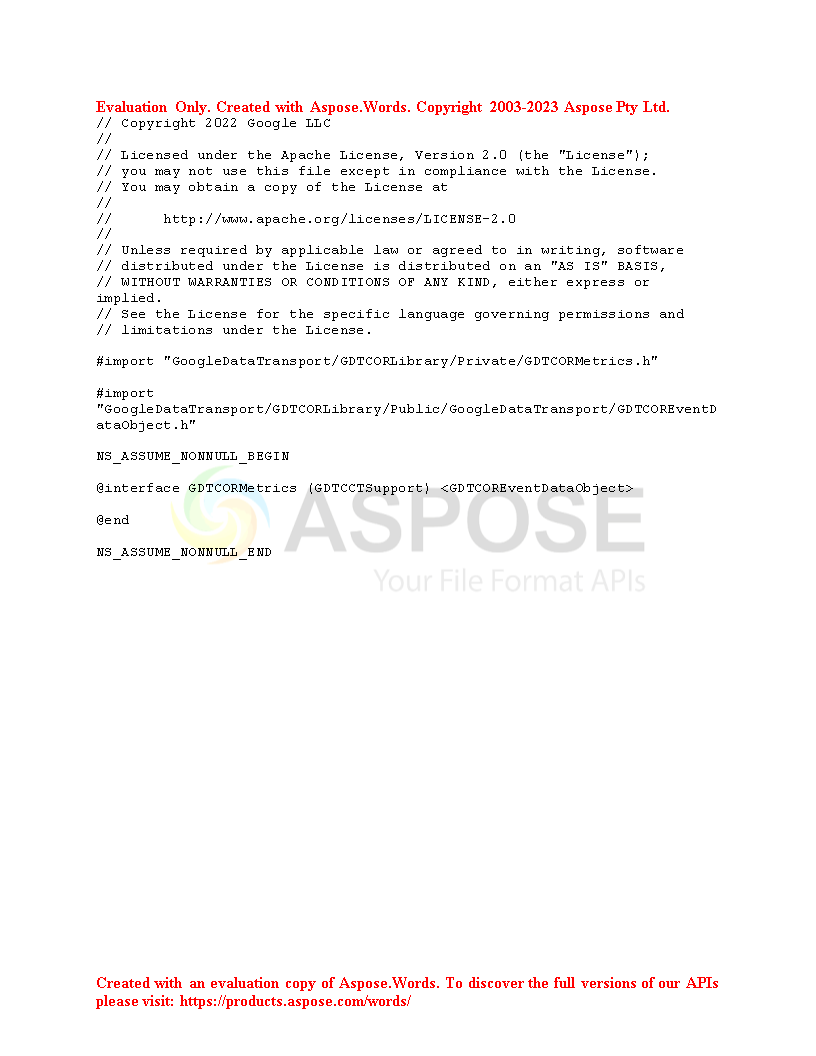 Evaluation Only. Created with Aspose.Words. Copyright 2003-2023 Aspose Pty Ltd.
// Copyright 2022 Google LLC
//
// Licensed under the Apache License, Version 2.0 (the "License");
// you may not use this file except in compliance with the License.
// You may obtain a copy of the License at
//
//      http://www.apache.org/licenses/LICENSE-2.0
//
// Unless required by applicable law or agreed to in writing, software
// distributed under the License is distributed on an "AS IS" BASIS,
// WITHOUT WARRANTIES OR CONDITIONS OF ANY KIND, either express or
implied.
// See the License for the specific language governing permissions and
// limitations under the License.
#import "GoogleDataTransport/GDTCORLibrary/Private/GDTCORMetrics.h"
#import
"GoogleDataTransport/GDTCORLibrary/Public/GoogleDataTransport/GDTCOREventD
ataObject.h"
NS_ASSUME_NONNULL_BEGIN
@interface GDTCORMetrics (GDTCCTSupport) <GDTCOREventDataObject>
@end
ASPOSE
NS_ASSUME_NONNULL_END
Your File Format APIs
Created with an evaluation copy of Aspose.Words. To discover the full versions of our APIs
please visit: https://products.aspose.com/words/